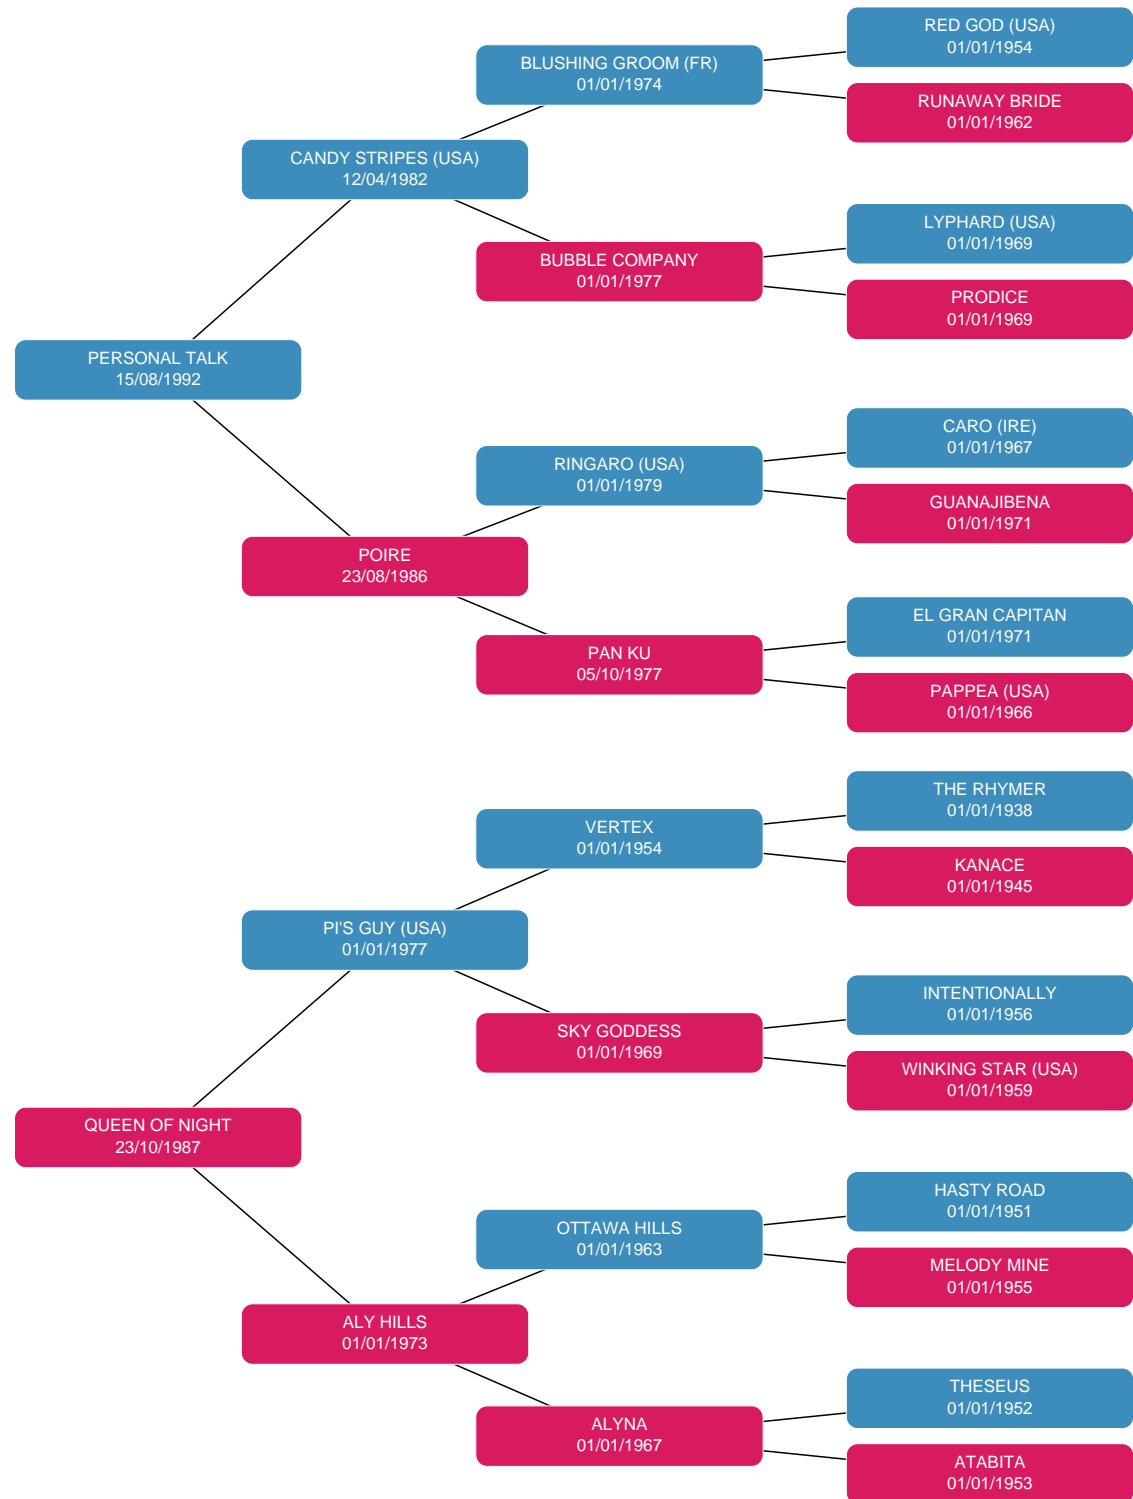 RED GOD (USA)
01/01/1954
BLUSHING GROOM (FR)
01/01/1974
RUNAWAY BRIDE
01/01/1962
CANDY STRIPES (USA)
12/04/1982
LYPHARD (USA)
01/01/1969
BUBBLE COMPANY
01/01/1977
PRODICE
01/01/1969
PERSONAL TALK
15/08/1992
CARO (IRE)
01/01/1967
RINGARO (USA)
01/01/1979
GUANAJIBENA
01/01/1971
POIRE
23/08/1986
EL GRAN CAPITAN
01/01/1971
PAN KU
05/10/1977
PAPPEA (USA)
01/01/1966
THE RHYMER
01/01/1938
VERTEX
01/01/1954
KANACE
01/01/1945
PI'S GUY (USA)
01/01/1977
INTENTIONALLY
01/01/1956
SKY GODDESS
01/01/1969
WINKING STAR (USA)
01/01/1959
QUEEN OF NIGHT
23/10/1987
HASTY ROAD
01/01/1951
OTTAWA HILLS
01/01/1963
MELODY MINE
01/01/1955
ALY HILLS
01/01/1973
THESEUS
01/01/1952
ALYNA
01/01/1967
ATABITA
01/01/1953